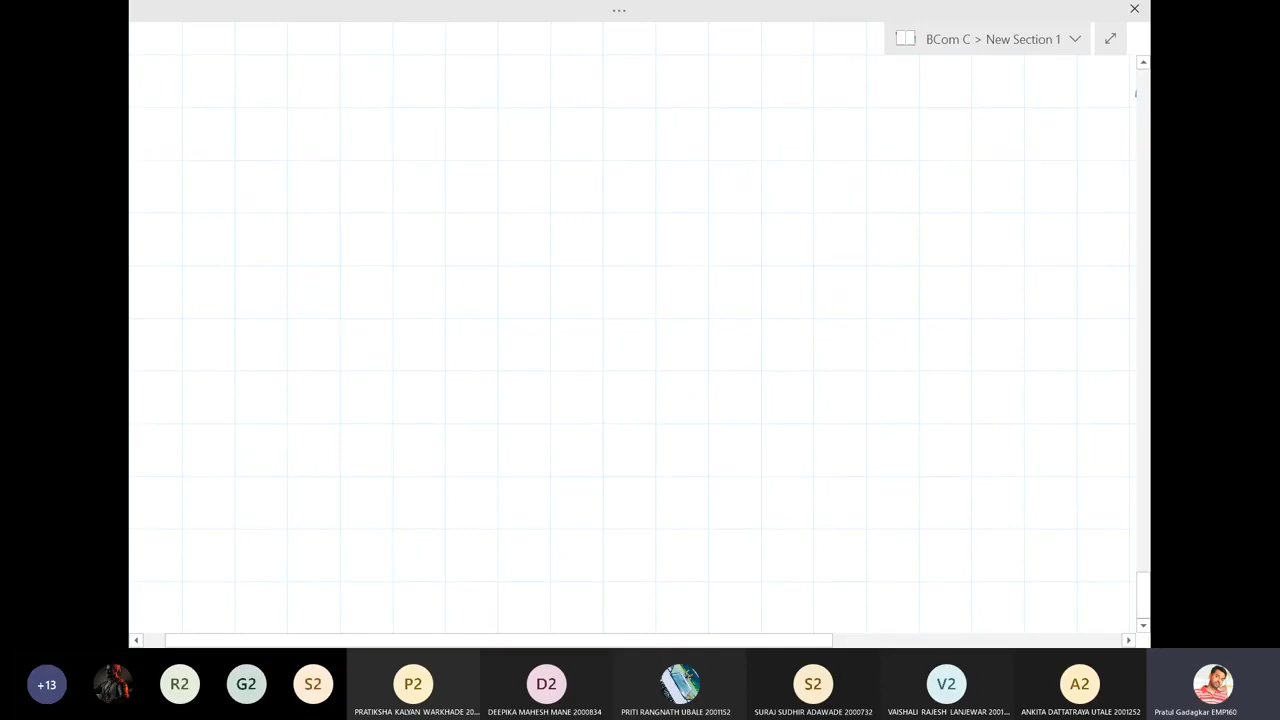 ...
BCom C > New Section 1
+13
R2
G2
S2
P2
D2
S2
V2
A2
PRATIKSHA KALYAN WARKHADE 20...
DEEPIKA MAHESH MANE 2000834
PRITI RANGNATH UBALE 2001152
SURAJ SUDHIR ADAWADE 2000732
VAISHALI RAJESH LANJEWAR 2001...
ANKITA DATTATRAYA UTALE 2001252
Pratul Gadagkar EMP160